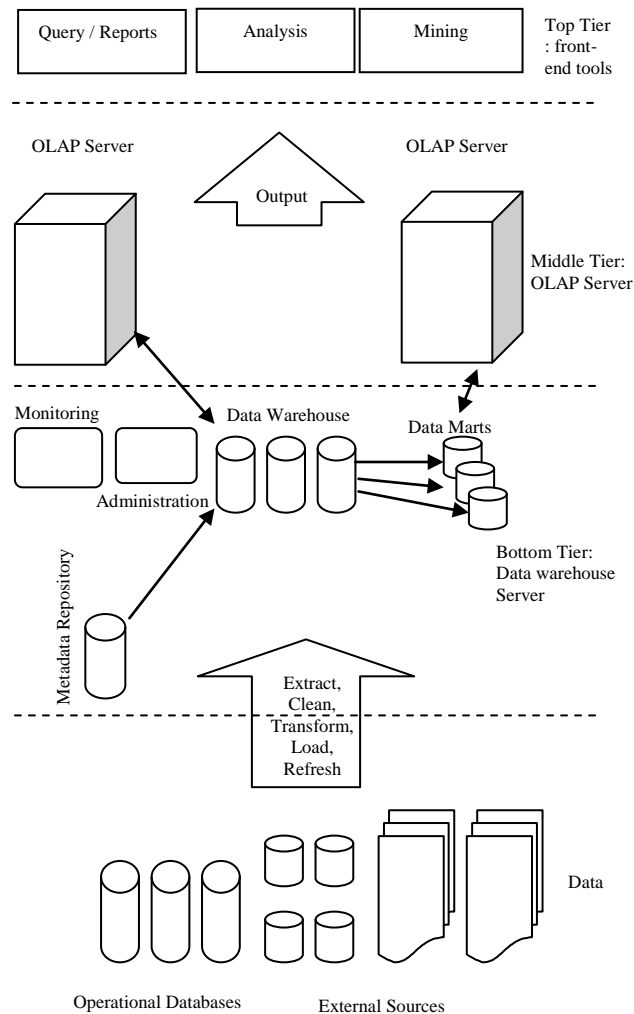 Query / Reports
Analysis
Mining
Top Tier
: front-
end tools
OLAP Server
OLAP Server
Output
Middle Tier:
OLAP Server
Monitoring
Data Warehouse
Data Marts
Administration
Bottom Tier:
Data warehouse
Server
Metadata Repository
Extract,
Clean,
Transform,
Load,
Refresh
Data
Operational Databases
External Sources